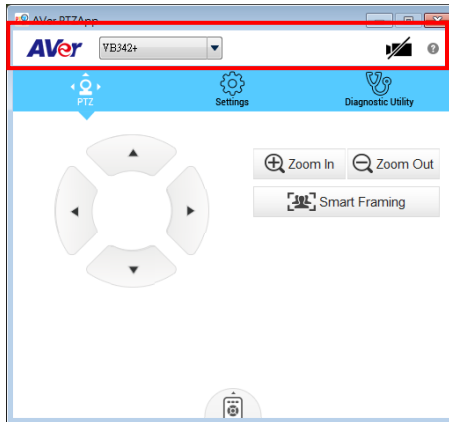 AVer PTZApp
AVer VB342+ ?
PTZ Settings Diagnostic Utility
Zoom In Zoom Out
Smart Framing